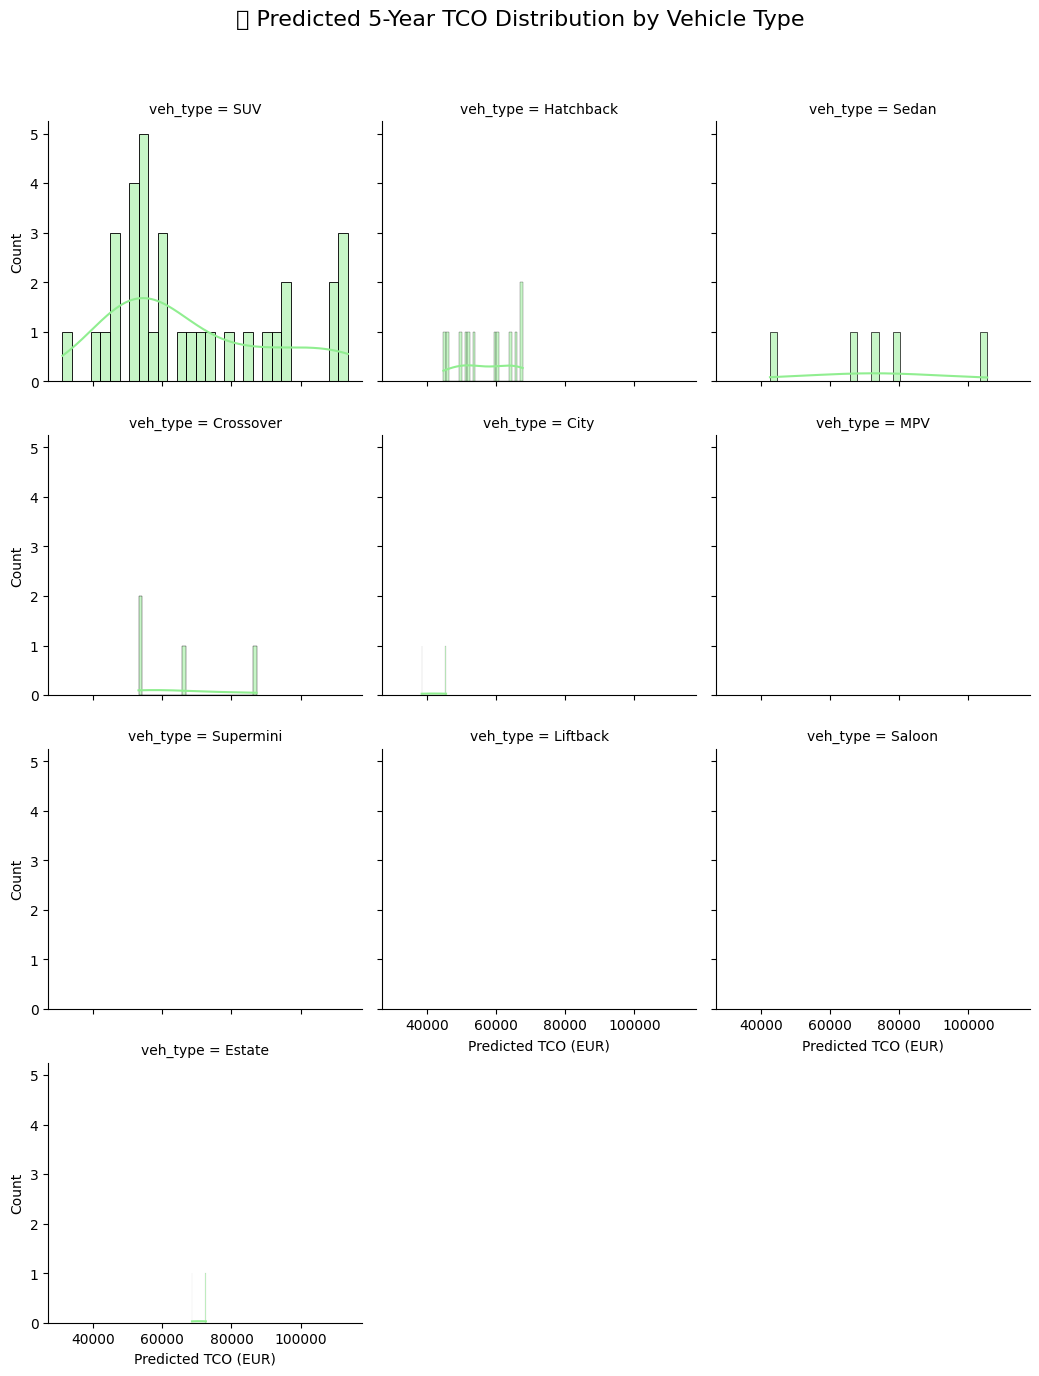 ▯ Predicted 5-Year TCO Distribution by Vehicle Type
veh_type = SUV
veh_type = Hatchback
veh_type = Sedan
5
4
3
2
1
0
Count
veh_type = Crossover
veh_type = City
veh_type = MPV
5
4
3
2
1
0
Count
veh_type = Supermini
veh_type = Liftback
veh_type = Saloon
5
4
3
2
1
0
Count
40000 60000 80000 100000
Predicted TCO (EUR)
40000 60000 80000 100000
Predicted TCO (EUR)
veh_type = Estate
5
4
3
2
1
0
Count
40000 60000 80000 100000
Predicted TCO (EUR)